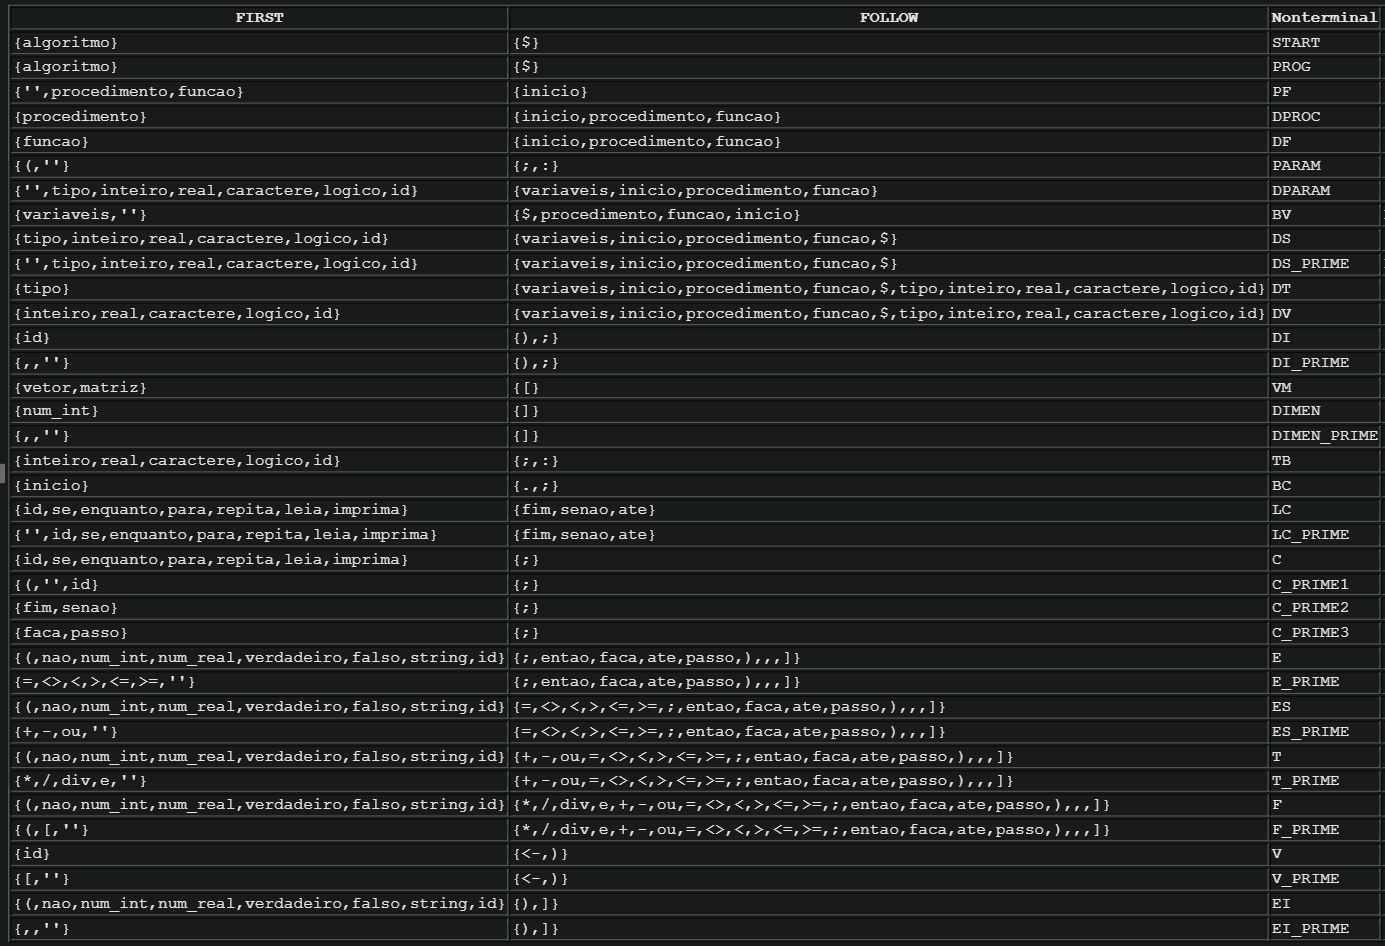 FIRST FOLLOW Nonterminal
{algoritmo} {$} START
{algoritmo} {$} PROG
{'',procedimento,funcao} {inicio} PF
{procedimento} {inicio,procedimento,funcao} DPROC
{funcao} {inicio,procedimento,funcao} DF
{(,''} {;,:} PARAM
{'',tipo,inteiro,real,caractere,logico,id} {variaveis,inicio,procedimento,funcao} DPARAM
{variaveis,''} {$,procedimento,funcao,inicio} BV
{tipo,inteiro,real,caractere,logico,id} {variaveis,inicio,procedimento,funcao,$} DS
{'',tipo,inteiro,real,caractere,logico,id} {variaveis,inicio,procedimento,funcao,$} DS_PRIME
{tipo} {variaveis,inicio,procedimento,funcao,$,tipo,inteiro,real,caractere,logico,id} DT
{inteiro,real,caractere,logico,id} {variaveis,inicio,procedimento,funcao,$,tipo,inteiro,real,caractere,logico,id} DV
{id} {),;} DI
{,,''} {),;} DI_PRIME
{vetor,matriz} {[} VM
{num_int} {]} DIMEN
{,,''} {]} DIMEN_PRIME
{inteiro,real,caractere,logico,id} {;,:} TB
{inicio} {.,;} BC
{id,se,enquanto,para,repita,leia,imprima} {fim,senao,ate} LC
{'',id,se,enquanto,para,repita,leia,imprima} {fim,senao,ate} LC_PRIME
{id,se,enquanto,para,repita,leia,imprima} {;} C
{(,'',id} {;} C_PRIME1
{fim,senao} {;} C_PRIME2
{faca,passo} {;} C_PRIME3
{(,nao,num_int,num_real,verdadeiro,falso,string,id} {;,entao,faca,ate,passo,),,,]} E
{=,<>,<,>,<=,>=,''} {;,entao,faca,ate,passo,),,,]} E_PRIME
{(,nao,num_int,num_real,verdadeiro,falso,string,id} {=,<>,<,>,<=,>=,;,entao,faca,ate,passo,),,,]} ES
{+,-,ou,''} {=,<>,<,>,<=,>=,;,entao,faca,ate,passo,),,,]} ES_PRIME
{(,nao,num_int,num_real,verdadeiro,falso,string,id} {+,-,ou,=,<>,<,>,<=,>=,;,entao,faca,ate,passo,),,,]} T
{*,/,div,e,''} {+,-,ou,=,<>,<,>,<=,>=,;,entao,faca,ate,passo,),,,]} T_PRIME
{(,nao,num_int,num_real,verdadeiro,falso,string,id} {*,/,div,e,+,-,ou,=,<>,<,>,<=,>=,;,entao,faca,ate,passo,),,,]} F
{(,[,''} {*,/,div,e,+,-,ou,=,<>,<,>,<=,>=,;,entao,faca,ate,passo,),,,]} F_PRIME
{id} {<-,)} V
{[,''} {<-,)} V_PRIME
{(,nao,num_int,num_real,verdadeiro,falso,string,id} {),]} EI
{,,''} {),]} EI_PRIME